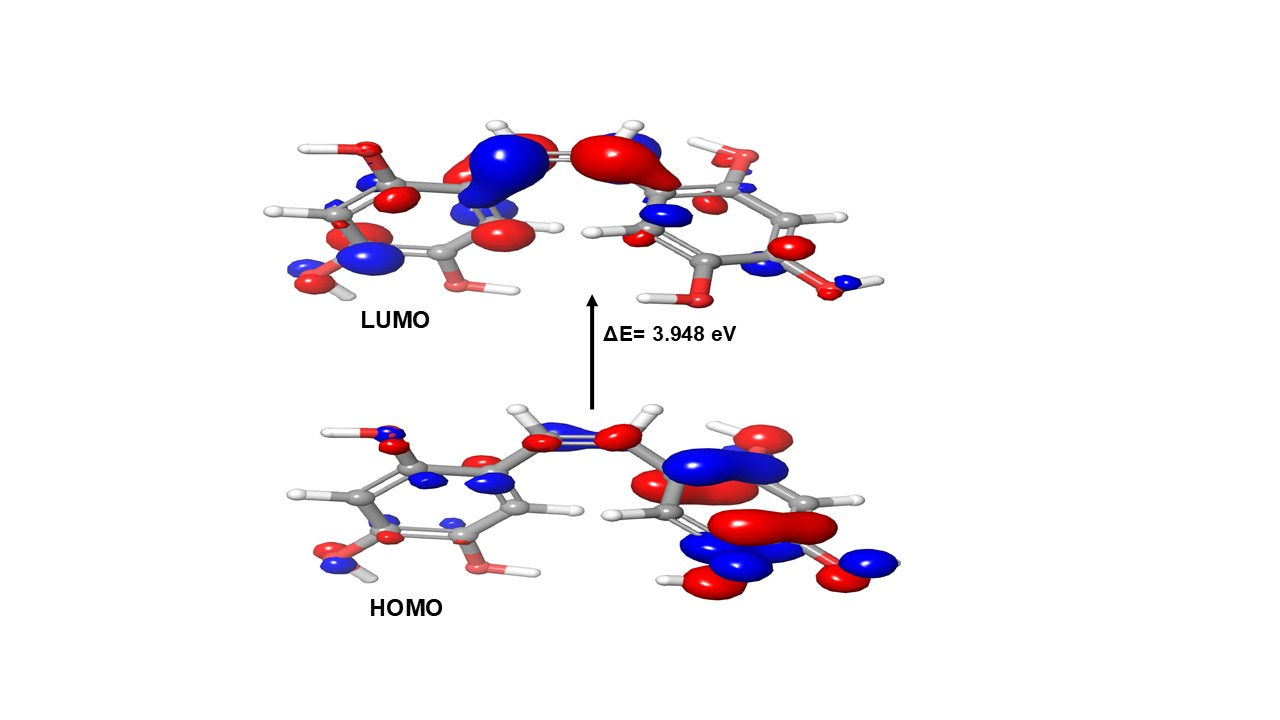 LUMO
ΔE= 3.948 eV
HOMO